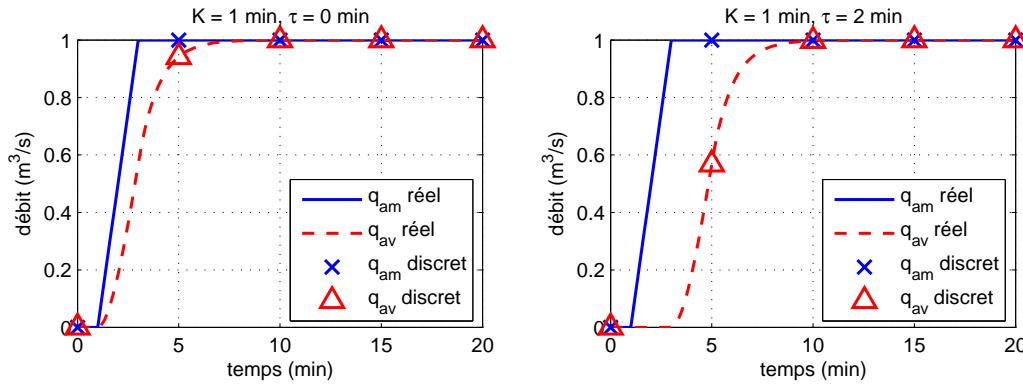 K = 1 min, τ = 0 min
débit (m³/s)
1
0.8
0.6
0.4
0.2
0
0 5 10 15 20
temps (min)
q_am réel
q_av réel
q_am discret
q_av discret
K = 1 min, τ = 2 min
débit (m³/s)
1
0.8
0.6
0.4
0.2
0
0 5 10 15 20
temps (min)
q_am réel
q_av réel
q_am discret
q_av discret